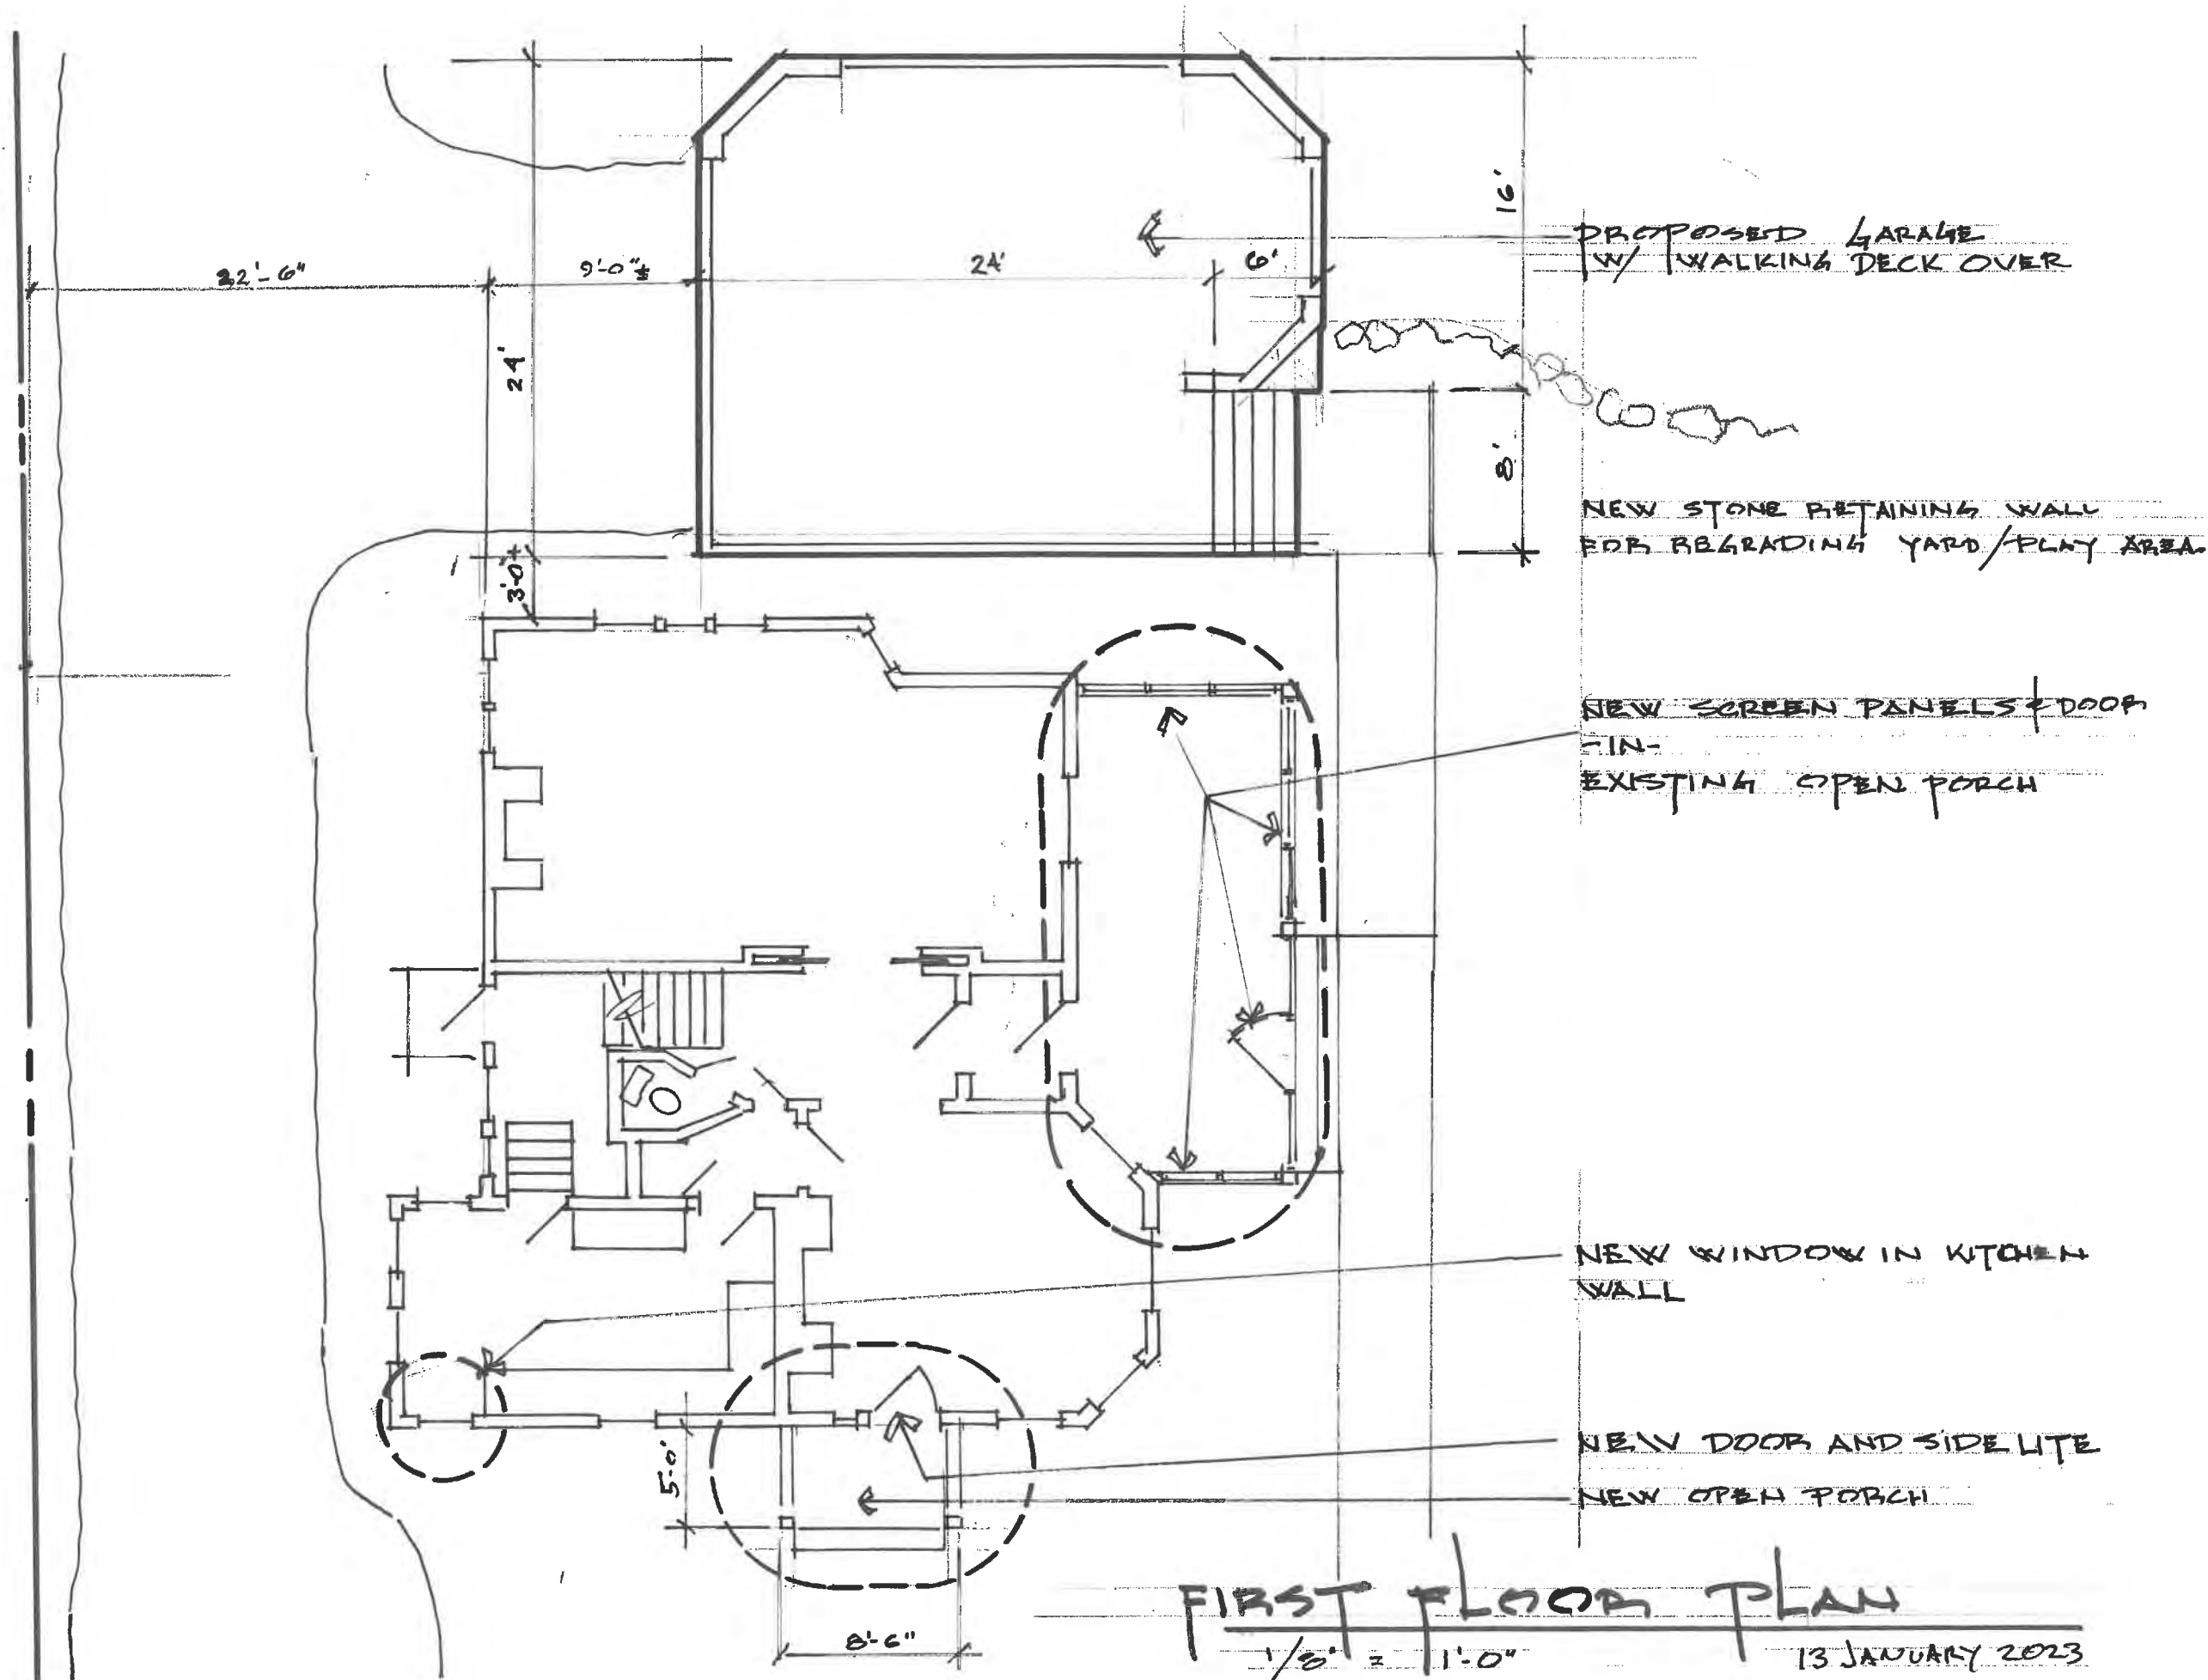 16'
PROPOSED GARAGE
W/ WALKING DECK OVER
22'-6"
9'-0"±
24'
6'
24'
8'
NEW STONE RETAINING WALL
FOR REGRADING YARD/PLAY AREA
3'-0"±
NEW SCREEN PANELS & DOOR
-IN-
EXISTING OPEN PORCH
NEW WINDOW IN KITCHEN
WALL
NEW DOOR AND SIDE LITE
5'-0"
NEW OPEN PORCH
FIRST FLOOR PLAN
8'-6"
1/8" = 1'-0"
13 JANUARY 2023